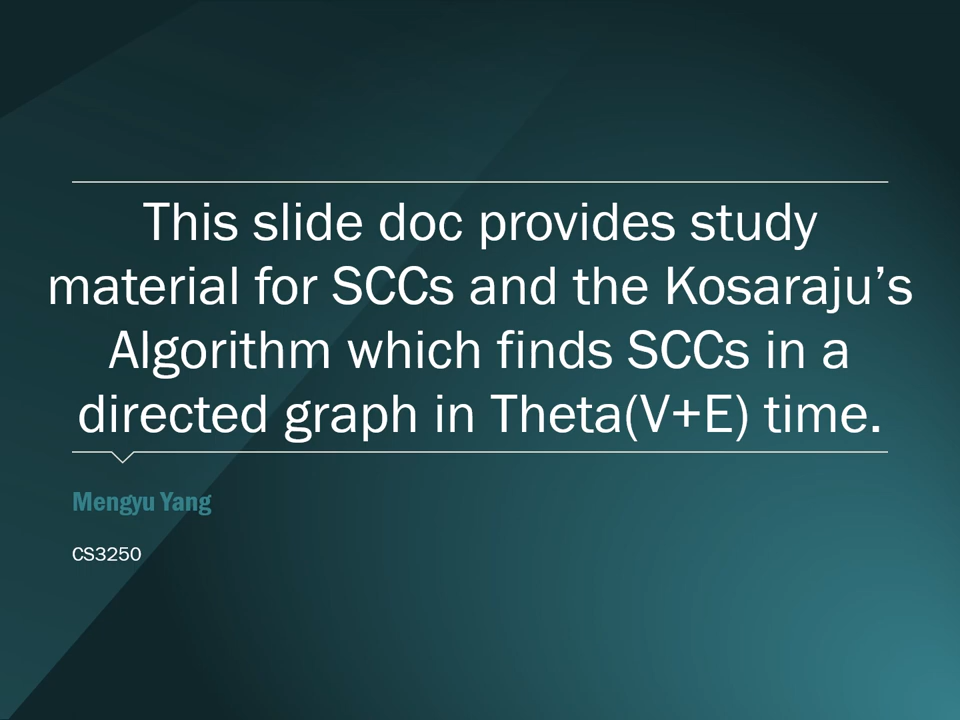 This slide doc provides study
material for SCCs and the Kosaraju’s
Algorithm which finds SCCs in a
directed graph in Theta(V+E) time.
Mengyu Yang
CS3250